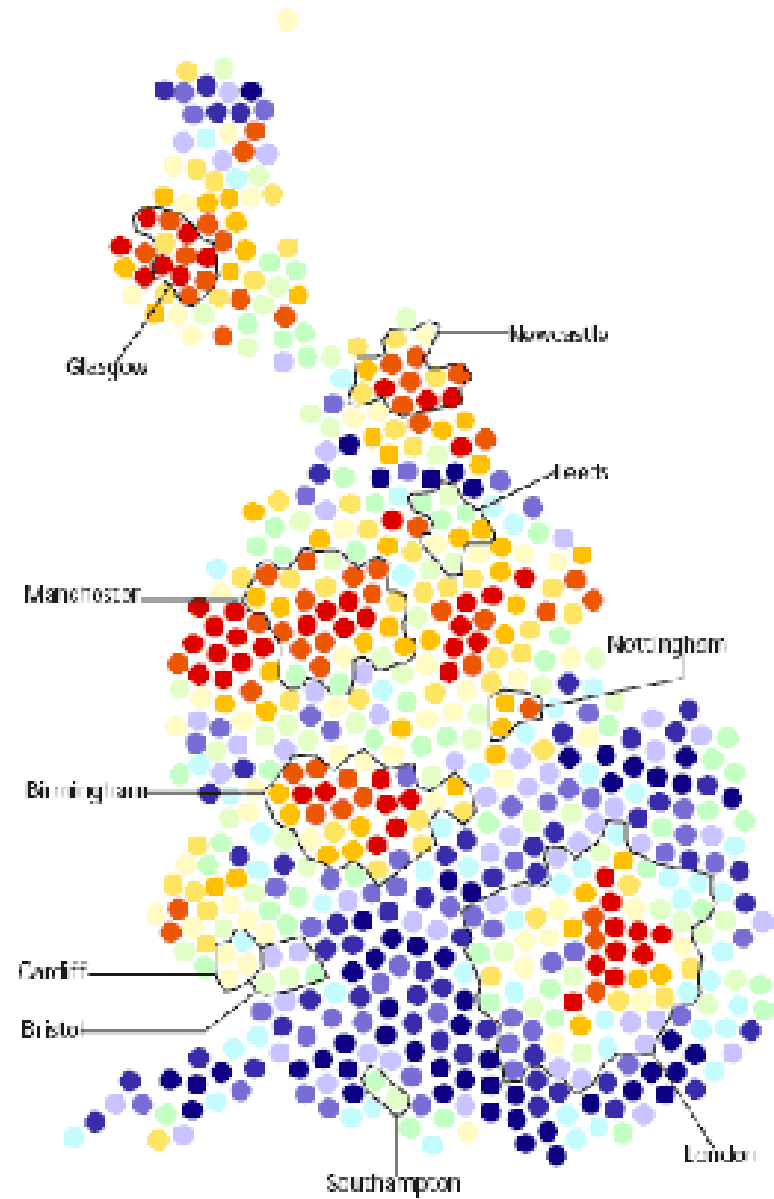 Newcastle
Glasgow
Leeds
Manchester
Nottingham
Birmingham
Cardiff
Bristol
London
Southampton